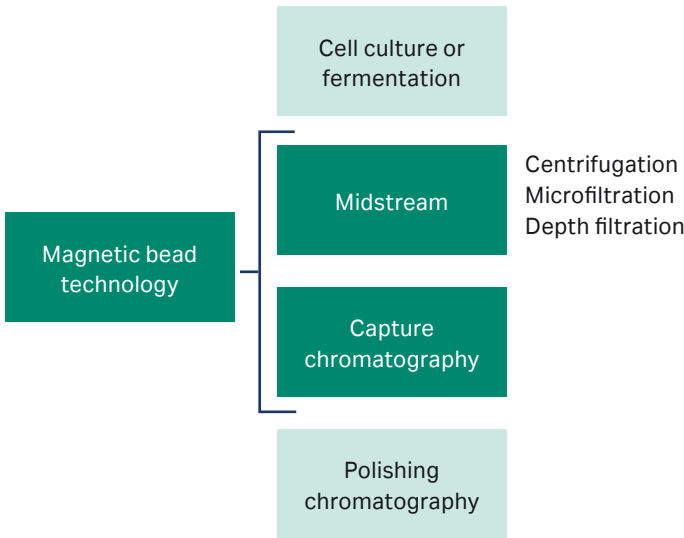 Cell culture or
fermentation
Midstream
Centrifugation
Microfiltration
Depth filtration
Magnetic bead
technology
Capture
chromatography
Polishing
chromatography